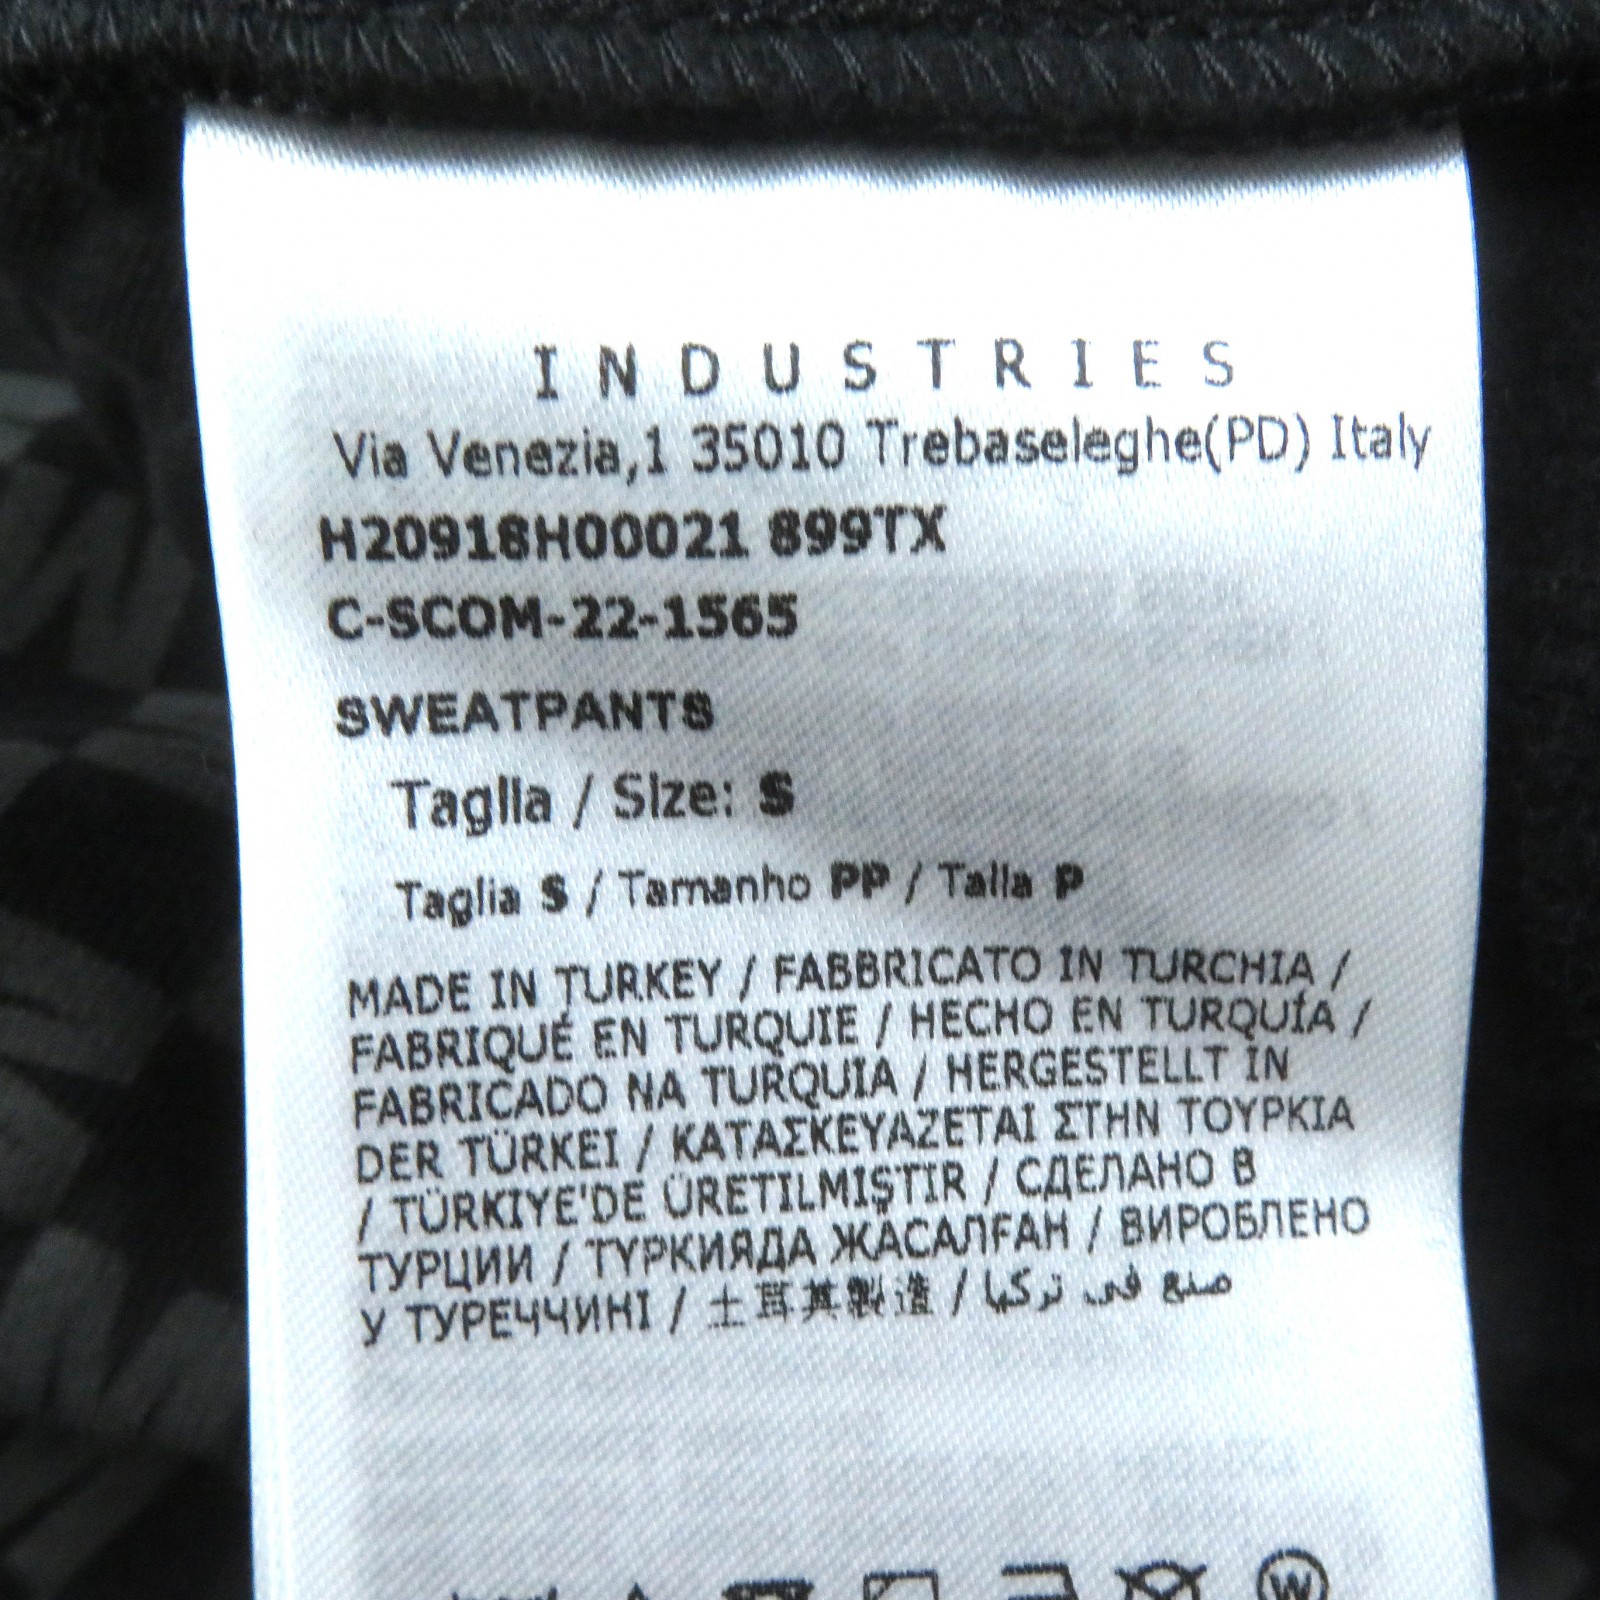 INDUSTRIES
Via Venezia,1 35010 Trebaseleghe(PD) Italy
H20918H00021 899TX
C-SCOM-22-1565
SWEATPANTS
Taglia / Size: S
Taglia S / Tamanho PP / Talla P
MADE IN TURKEY / FABBRICATO IN TURCHIA /
FABRIQUÉ EN TURQUIE / HECHO EN TURQUÍA /
FABRICADO NA TURQUIA / HERGESTELLT IN
DER TÜRKEI / ΚΑΤΑΣΚΕΥΑΖΕΤΑΙ ΣΤΗΝ ΤΟΥΡΚΙΑ
/ TÜRKIYE'DE ÜRETILMIŞTIR / СДЕЛАНО В
ТУРЦИИ / ТҮРКИЯДА ЖАСАЛҒАН / ВИРОБЛЕНО
У ТУРЕЧЧИНІ / 土耳其製造 / صنع في تركيا
W